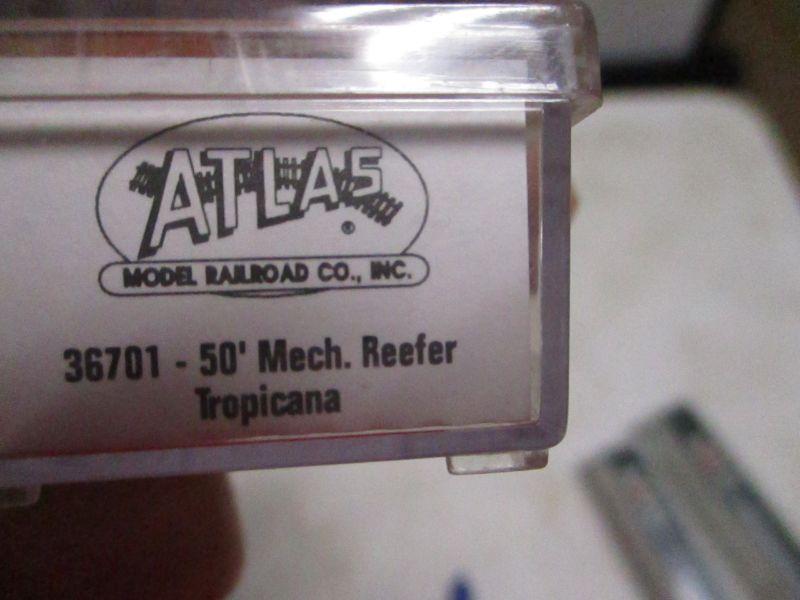 ATLAS ®
MODEL RAILROAD CO., INC.
36701 - 50' Mech. Reefer
Tropicana